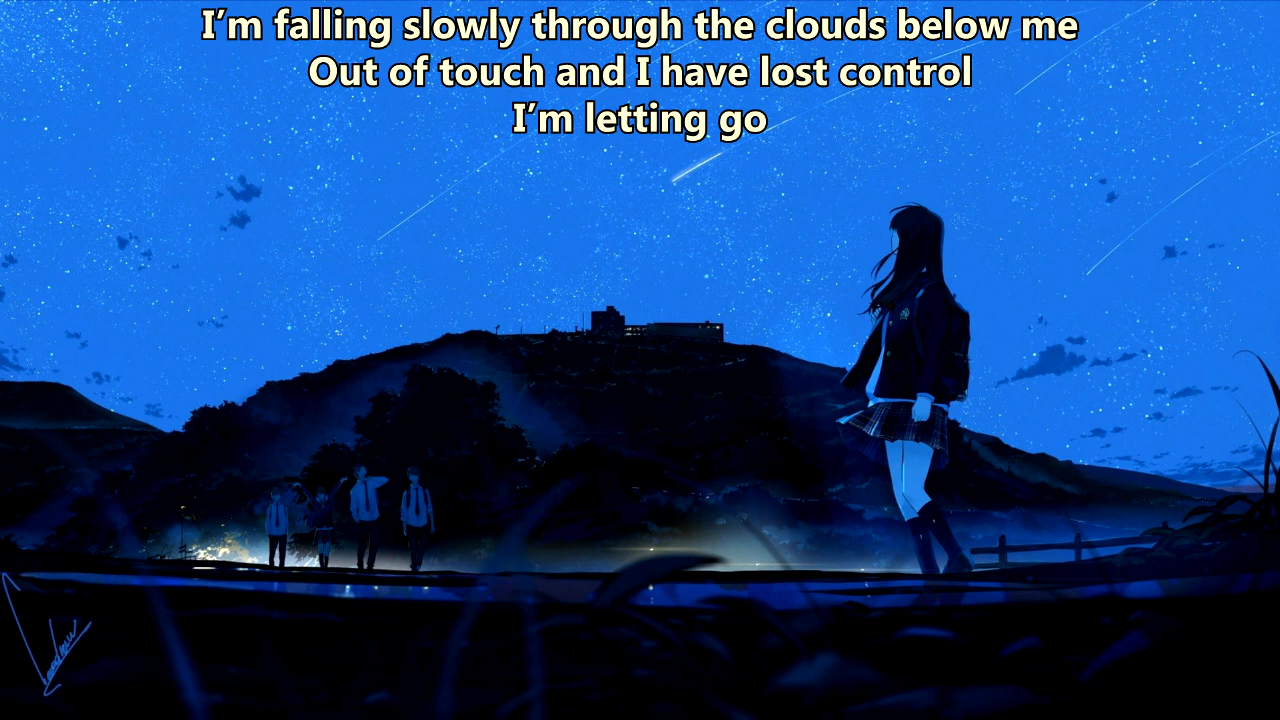 I’m falling slowly through the clouds below me
Out of touch and I have lost control
I’m letting go